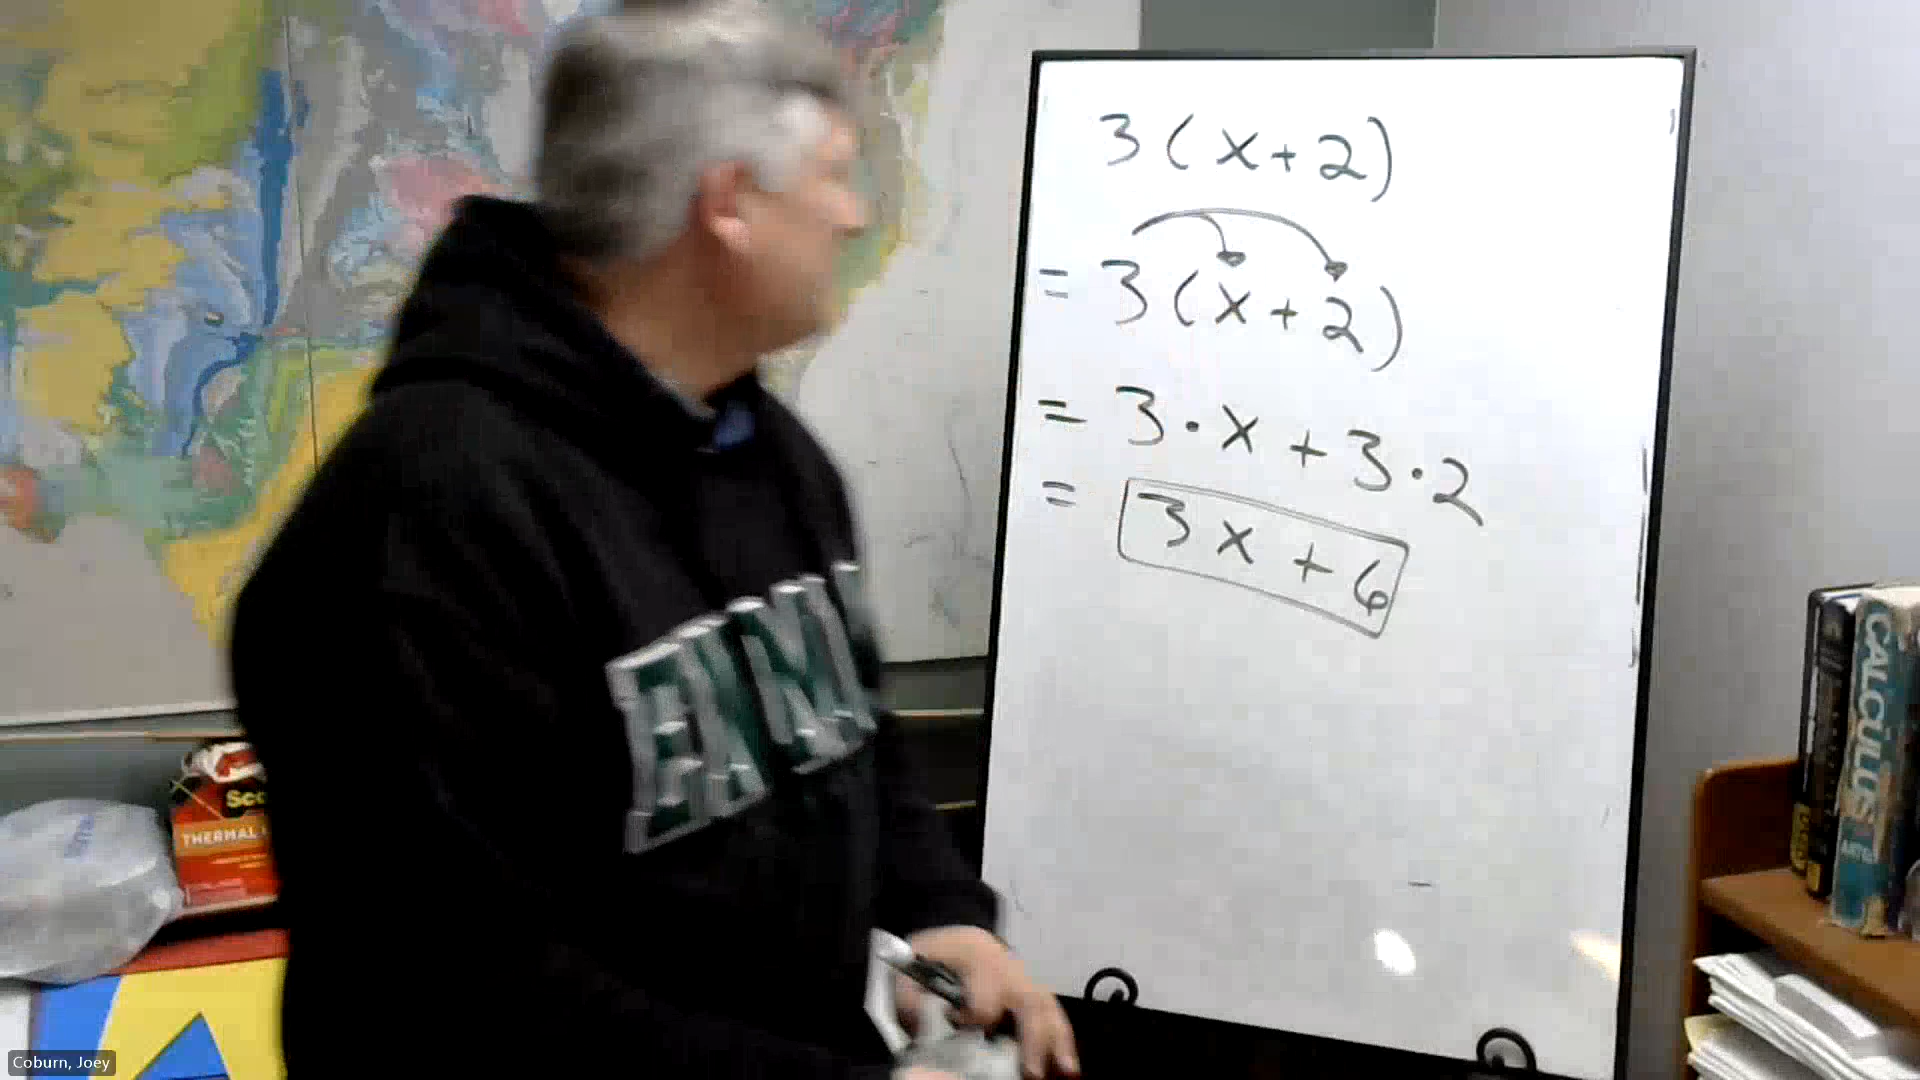 3(x+2)
= 3(x+2)
= 3·x + 3·2
= 3x + 6
CALCULUS
THERMAL
Coburn, Joey